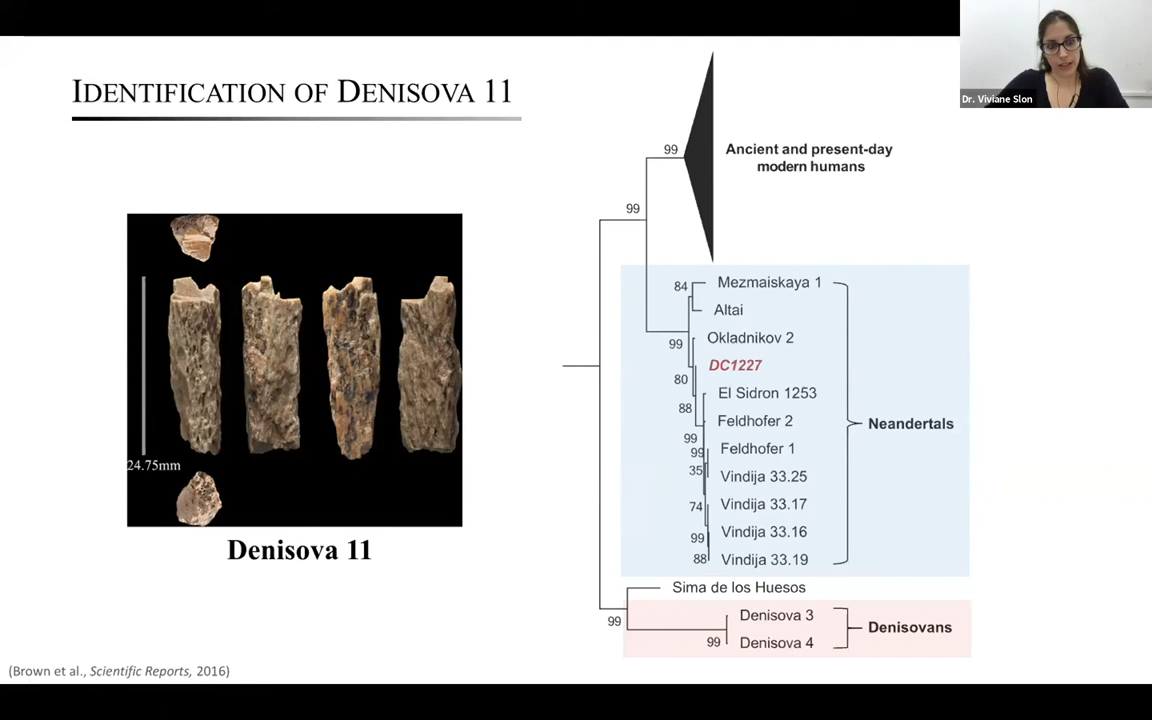 IDENTIFICATION OF DENISOVA 11
Dr. Viviane Slon
24.75mm
Denisova 11
(Brown et al., Scientific Reports, 2016)
99
Ancient and present-day
modern humans
99
84
Mezmaiskaya 1
Altai
Okladnikov 2
99
DC1227
80
El Sidron 1253
88
Feldhofer 2
Neandertals
99
Feldhofer 1
99
35
Vindija 33.25
Vindija 33.17
74
Vindija 33.16
99
Vindija 33.19
88
Sima de los Huesos
99
Denisova 3
Denisovans
99
Denisova 4